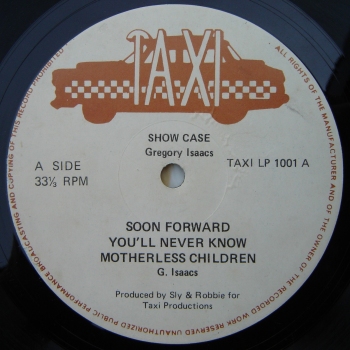 TAXI
SHOW CASE
Gregory Isaacs
A SIDE
33⅓ RPM
TAXI LP 1001 A
SOON FORWARD
YOU'LL NEVER KNOW
MOTHERLESS CHILDREN
G. Isaacs
Produced by Sly & Robbie for
Taxi Productions
ALL RIGHTS OF THE MANUFACTURER AND OF THE OWNER OF THE RECORDED WORK RESERVED UNAUTHORIZED PUBLIC PERFORMANCE BROADCASTING AND COPYING OF THIS RECORD PROHIBITED